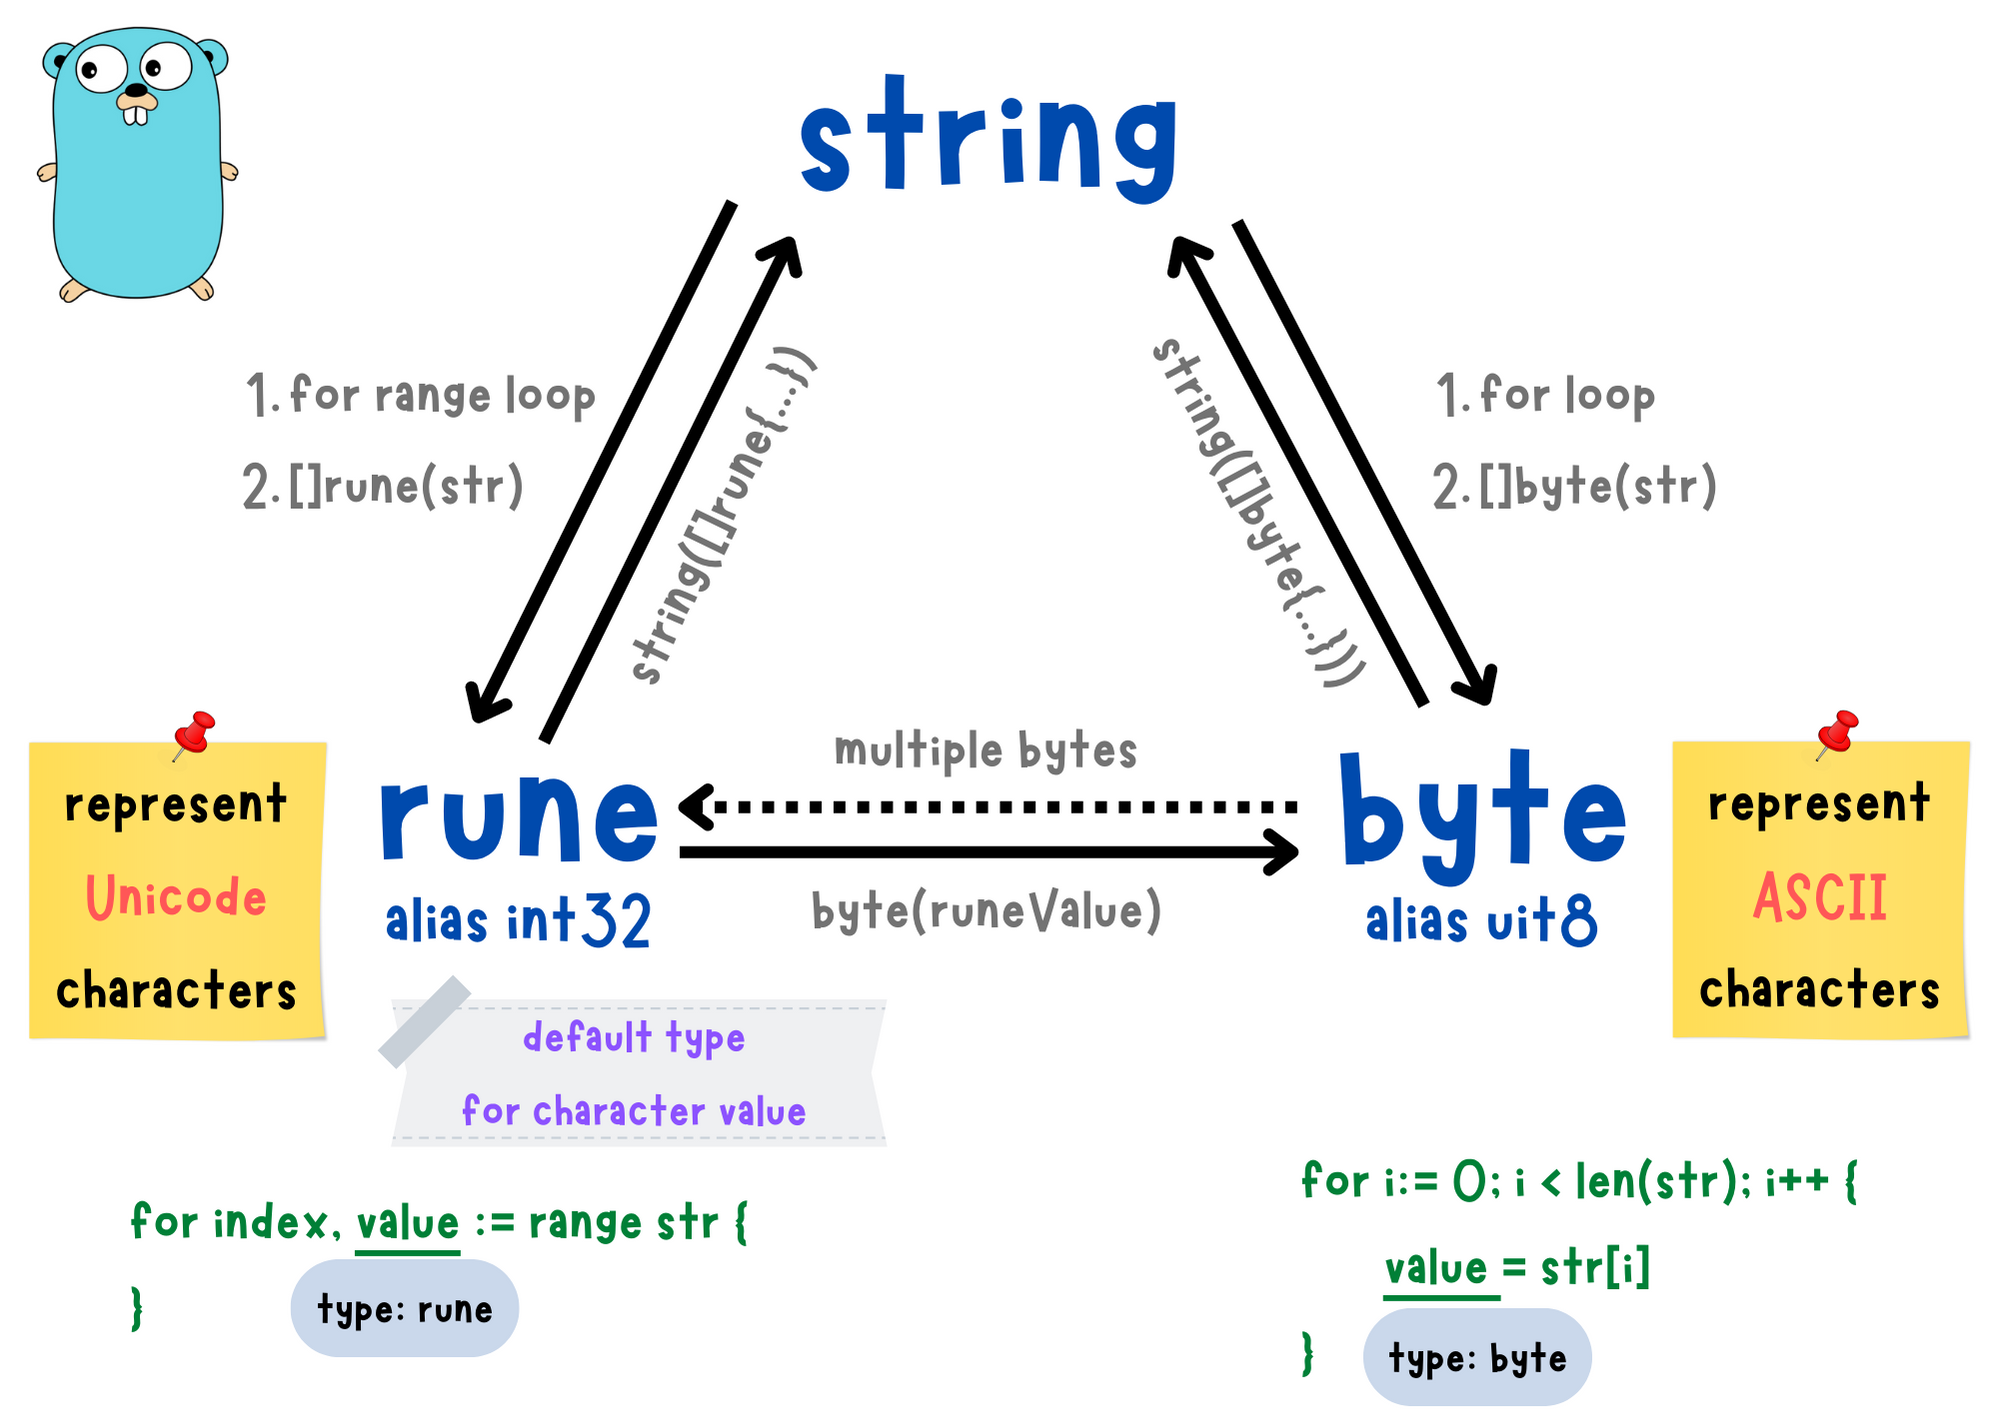 string
1. for range loop
2. []rune(str)
string([]rune{...})
string([]byte{...}))
1. for loop
2. []byte(str)
represent
Unicode
characters
rune
alias int32
multiple bytes
byte(runeValue)
byte
alias uit8
represent
ASCII
characters
default type
for character value
for index, value := range str {
}
type: rune
for i:= 0; i < len(str); i++ {
value = str[i]
}
type: byte